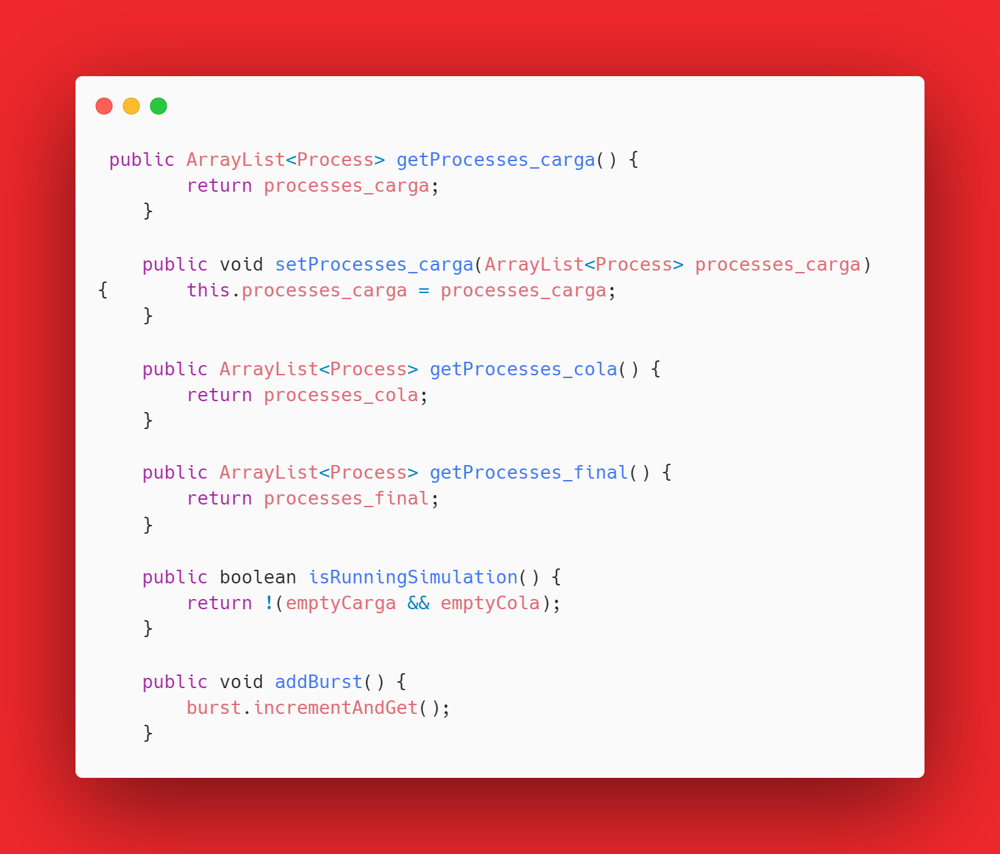 public ArrayList<Process> getProcesses_carga() {
        return processes_carga;
    }

    public void setProcesses_carga(ArrayList<Process> processes_carga)
{       this.processes_carga = processes_carga;
    }

    public ArrayList<Process> getProcesses_cola() {
        return processes_cola;
    }

    public ArrayList<Process> getProcesses_final() {
        return processes_final;
    }

    public boolean isRunningSimulation() {
        return !(emptyCarga && emptyCola);
    }

    public void addBurst() {
        burst.incrementAndGet();
    }